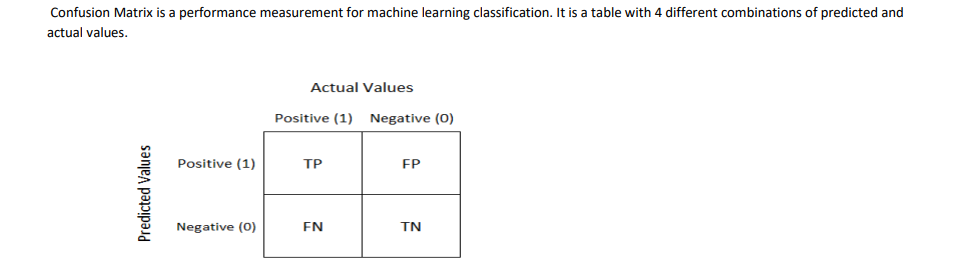 Confusion Matrix is a performance measurement for machine learning classification. It is a table with 4 different combinations of predicted and
actual values.
Actual Values
Positive (1) Negative (0)
Predicted Values
Positive (1) TP FP
Negative (0) FN TN